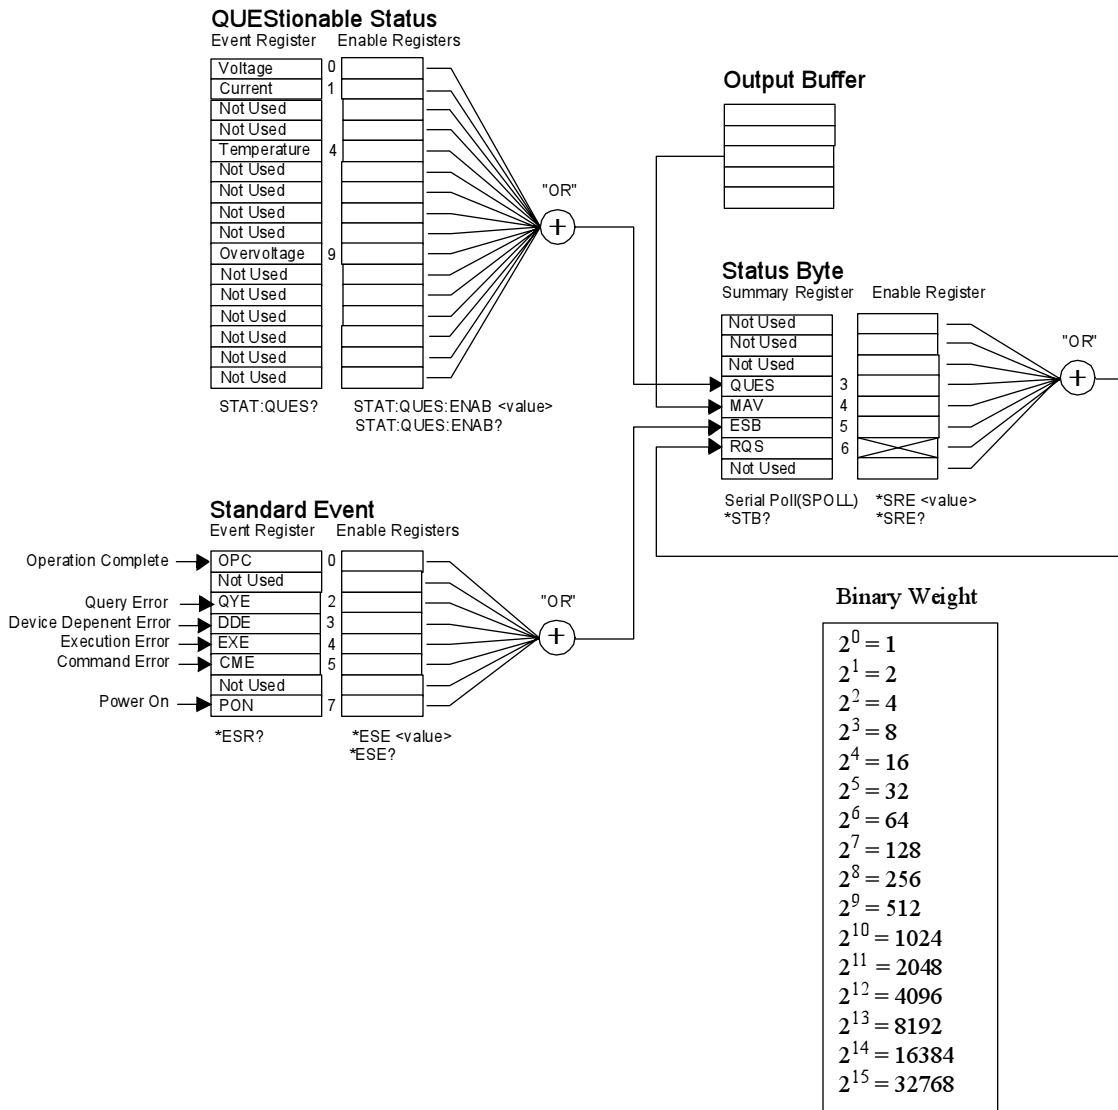 QUEStionable Status
Event Register Enable Registers
Voltage 0
Current 1
Not Used
Not Used
Temperature 4
Not Used
Not Used
Not Used
Not Used
Overvoltage 9
Not Used
Not Used
Not Used
Not Used
Not Used
Not Used
STAT:QUES? STAT:QUES:ENAB <value>
STAT:QUES:ENAB?
"OR"
+
Output Buffer
Status Byte
Summary Register Enable Register
Not Used
Not Used
Not Used
QUES 3
MAV 4
ESB 5
RQS 6
Not Used
Serial Poll(SPOLL) *SRE <value>
*STB? *SRE?
"OR"
+
Standard Event
Event Register Enable Registers
Operation Complete OPC 0
Not Used
Query Error QYE 2
Device Depenent Error DDE 3
Execution Error EXE 4
Command Error CME 5
Not Used
Power On PON 7
*ESR? *ESE <value>
*ESE?
"OR"
+
Binary Weight
2^0 = 1
2^1 = 2
2^2 = 4
2^3 = 8
2^4 = 16
2^5 = 32
2^6 = 64
2^7 = 128
2^8 = 256
2^9 = 512
2^10 = 1024
2^11 = 2048
2^12 = 4096
2^13 = 8192
2^14 = 16384
2^15 = 32768